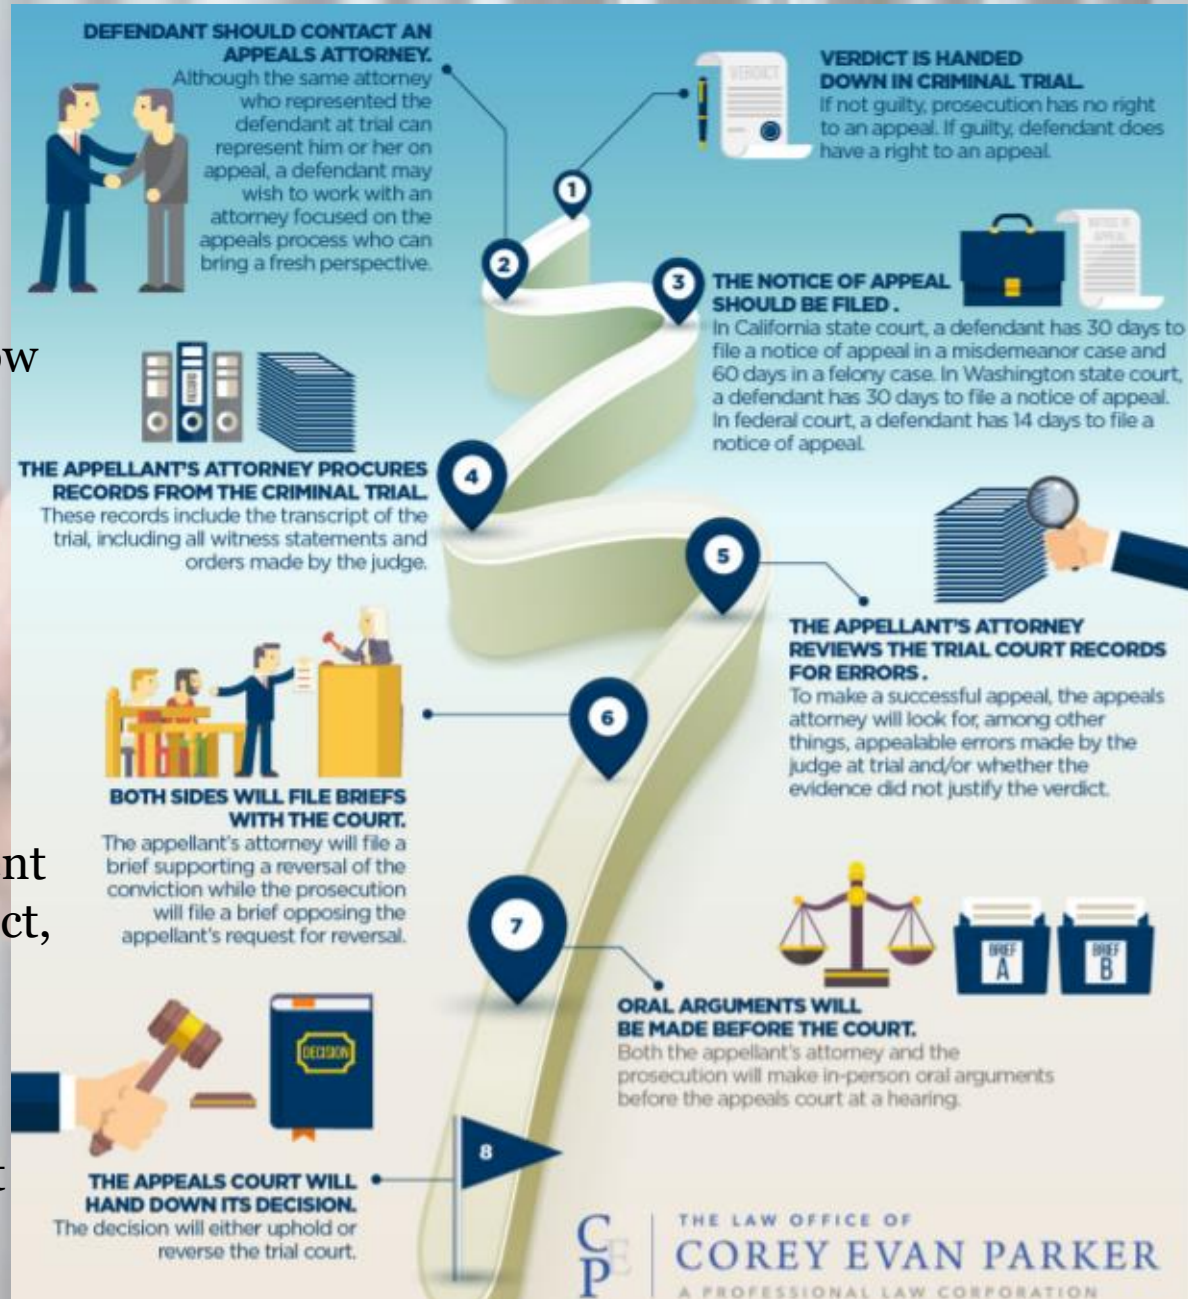 VERDICT IS HANDED
DOWN IN CRIMINAL TRIAL.
If not guilty, prosecution has no right
to an appeal. If guilty, defendant does
have a right to an appeal.
VERDICT
1
DEFENDANT SHOULD CONTACT AN
APPEALS ATTORNEY.
Although the same attorney
who represented the
defendant at trial can
represent him or her on
appeal, a defendant may
wish to work with an
attorney focused on the
appeals process who can
bring a fresh perspective.
2
3
NOTICE OF
APPEAL
THE NOTICE OF APPEAL
SHOULD BE FILED.
In California state court, a defendant has 30 days to
file a notice of appeal in a misdemeanor case and
60 days in a felony case. In Washington state court,
a defendant has 30 days to file a notice of appeal.
In federal court, a defendant has 14 days to file a
notice of appeal.
RECORD
THE APPELLANT'S ATTORNEY PROCURES
RECORDS FROM THE CRIMINAL TRIAL.
These records include the transcript of the
trial, including all witness statements and
orders made by the judge.
4
5
THE APPELLANT'S ATTORNEY
REVIEWS THE TRIAL COURT RECORDS
FOR ERRORS.
To make a successful appeal, the appeals
attorney will look for, among other
things, appealable errors made by the
judge at trial and/or whether the
evidence did not justify the verdict.
6
BOTH SIDES WILL FILE BRIEFS
WITH THE COURT.
The appellant's attorney will file a
brief supporting a reversal of the
conviction while the prosecution
will file a brief opposing the
appellant's request for reversal.
7
BRIEF
A
BRIEF
B
ORAL ARGUMENTS WILL
BE MADE BEFORE THE COURT.
Both the appellant's attorney and the
prosecution will make in-person oral arguments
before the appeals court at a hearing.
DECISION
8
THE APPEALS COURT WILL
HAND DOWN ITS DECISION.
The decision will either uphold or
reverse the trial court.
CEP
THE LAW OFFICE OF
COREY EVAN PARKER
A PROFESSIONAL LAW CORPORATION